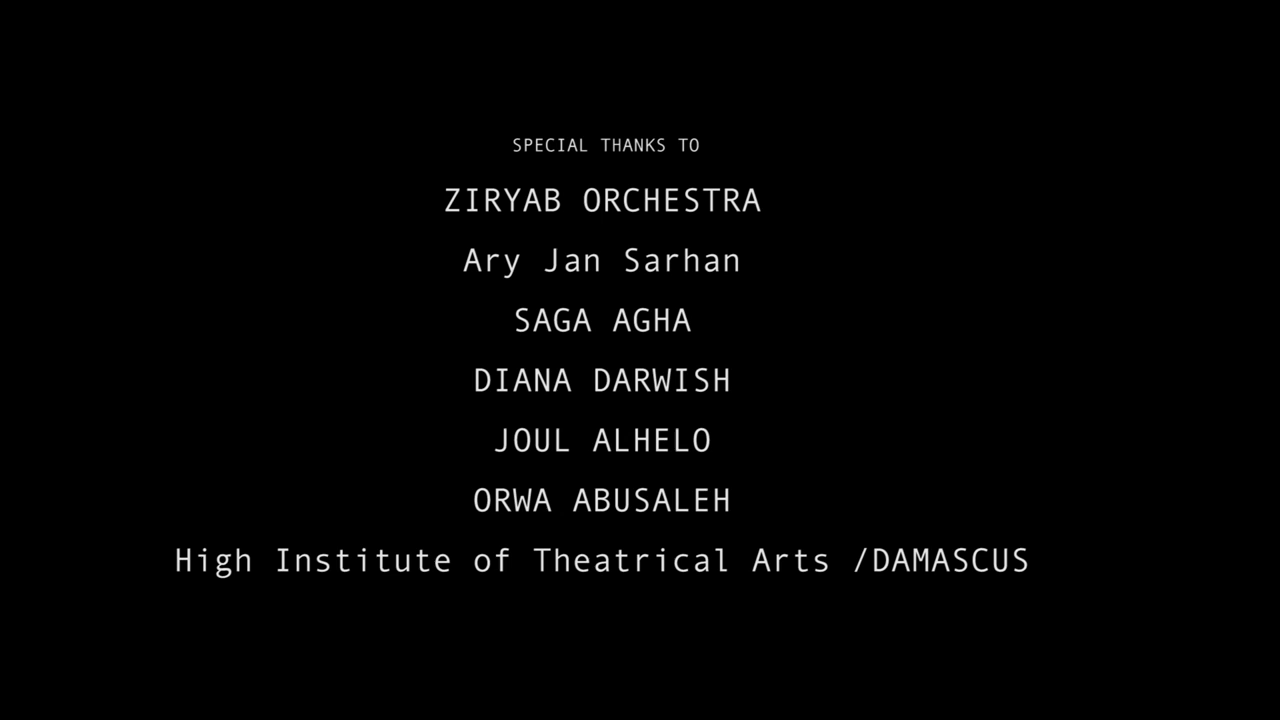 SPECIAL THANKS TO
ZIRYAB ORCHESTRA
Ary Jan Sarhan
SAGA AGHA
DIANA DARWISH
JOUL ALHELO
ORWA ABUSALEH
High Institute of Theatrical Arts /DAMASCUS